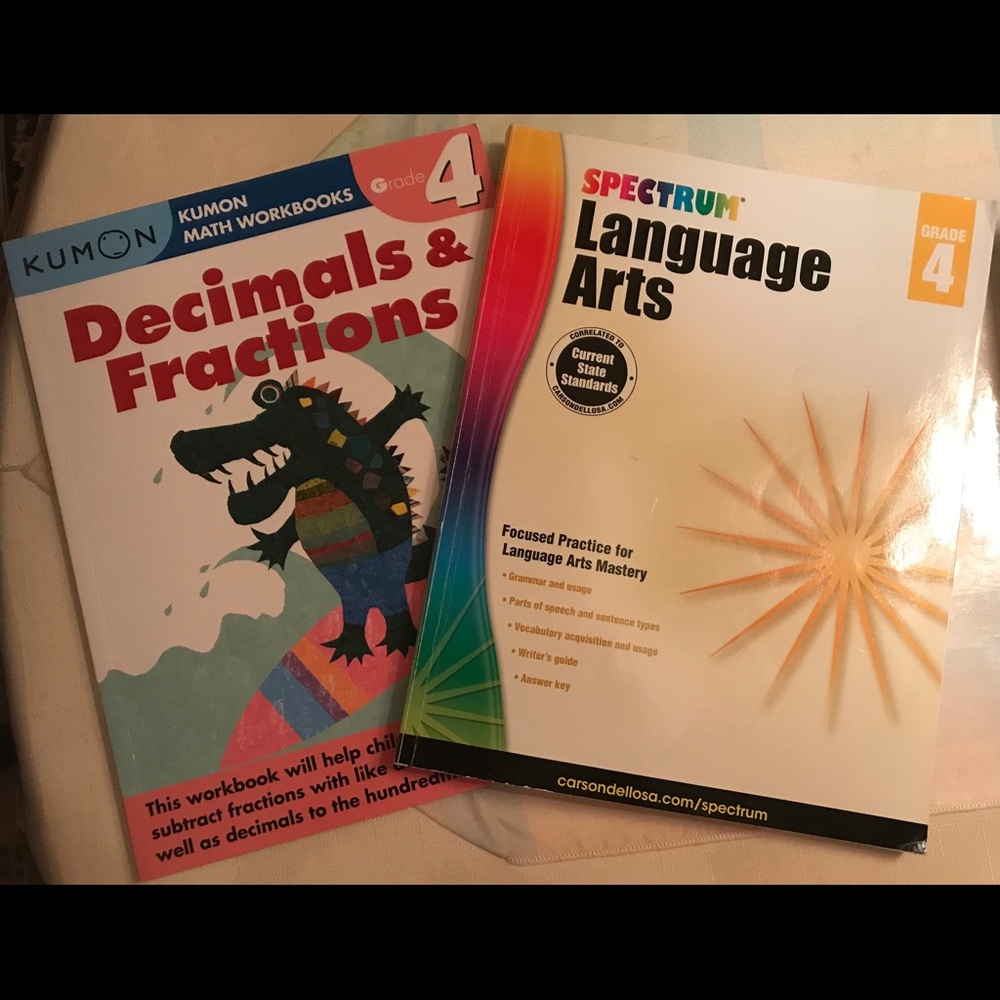 KUMON
KUMON
MATH WORKBOOKS
Grade 4
Decimals &
Fractions
This workbook will help
subtract fractions with like
well as decimals to the
SPECTRUM
Language
Arts
GRADE
4
CORRELATED TO
Current
State
Standards
CARSONDELLOSA.COM
Focused Practice for
Language Arts Mastery
• Grammar and usage
• Parts of speech and sentence types
• Vocabulary acquisition and usage
• Writer's guide
• Answer key
carsondellosa.com/spectrum